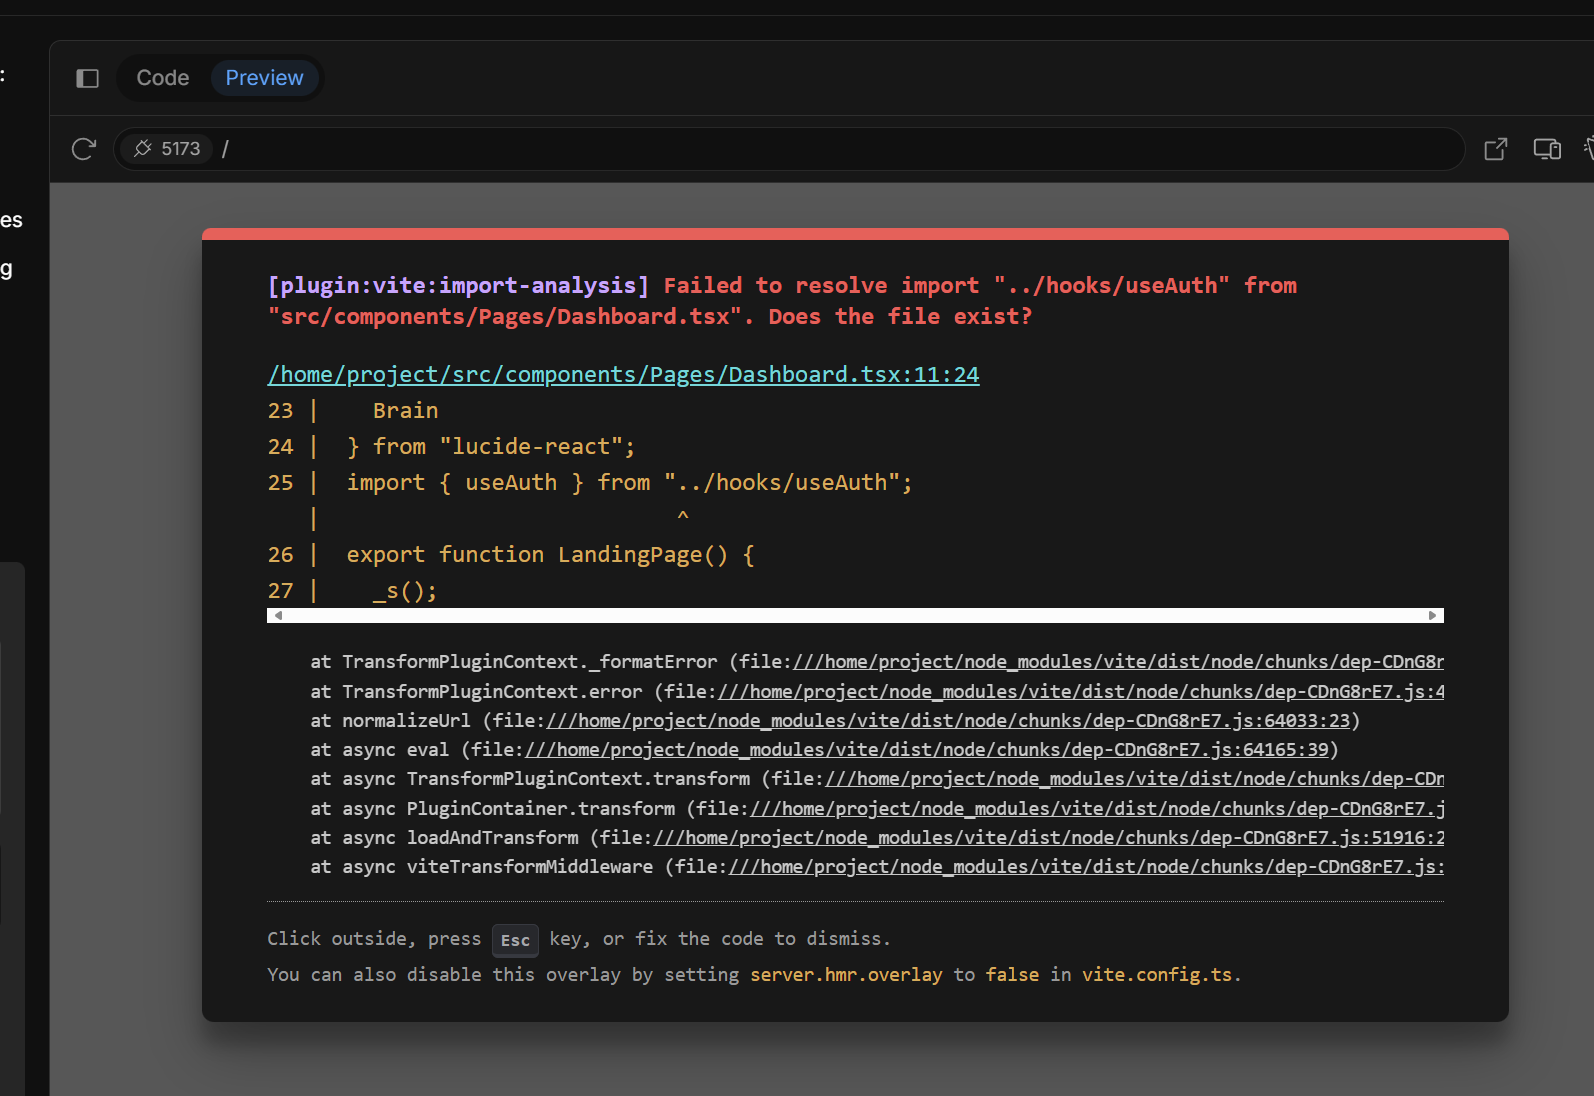 :
Code Preview
5173 /
es
g
[plugin:vite:import-analysis] Failed to resolve import "../hooks/useAuth" from
"src/components/Pages/Dashboard.tsx". Does the file exist?
/home/project/src/components/Pages/Dashboard.tsx:11:24
23 |    Brain
24 |  } from "lucide-react";
25 |  import { useAuth } from "../hooks/useAuth";
   |                           ^
26 |  export function LandingPage() {
27 |    _s();
at TransformPluginContext._formatError (file:///home/project/node_modules/vite/dist/node/chunks/dep-CDnG8r
at TransformPluginContext.error (file:///home/project/node_modules/vite/dist/node/chunks/dep-CDnG8rE7.js:4
at normalizeUrl (file:///home/project/node_modules/vite/dist/node/chunks/dep-CDnG8rE7.js:64033:23)
at async eval (file:///home/project/node_modules/vite/dist/node/chunks/dep-CDnG8rE7.js:64165:39)
at async TransformPluginContext.transform (file:///home/project/node_modules/vite/dist/node/chunks/dep-CDn
at async PluginContainer.transform (file:///home/project/node_modules/vite/dist/node/chunks/dep-CDnG8rE7.j
at async loadAndTransform (file:///home/project/node_modules/vite/dist/node/chunks/dep-CDnG8rE7.js:51916:2
at async viteTransformMiddleware (file:///home/project/node_modules/vite/dist/node/chunks/dep-CDnG8rE7.js:
Click outside, press Esc key, or fix the code to dismiss.
You can also disable this overlay by setting server.hmr.overlay to false in vite.config.ts.